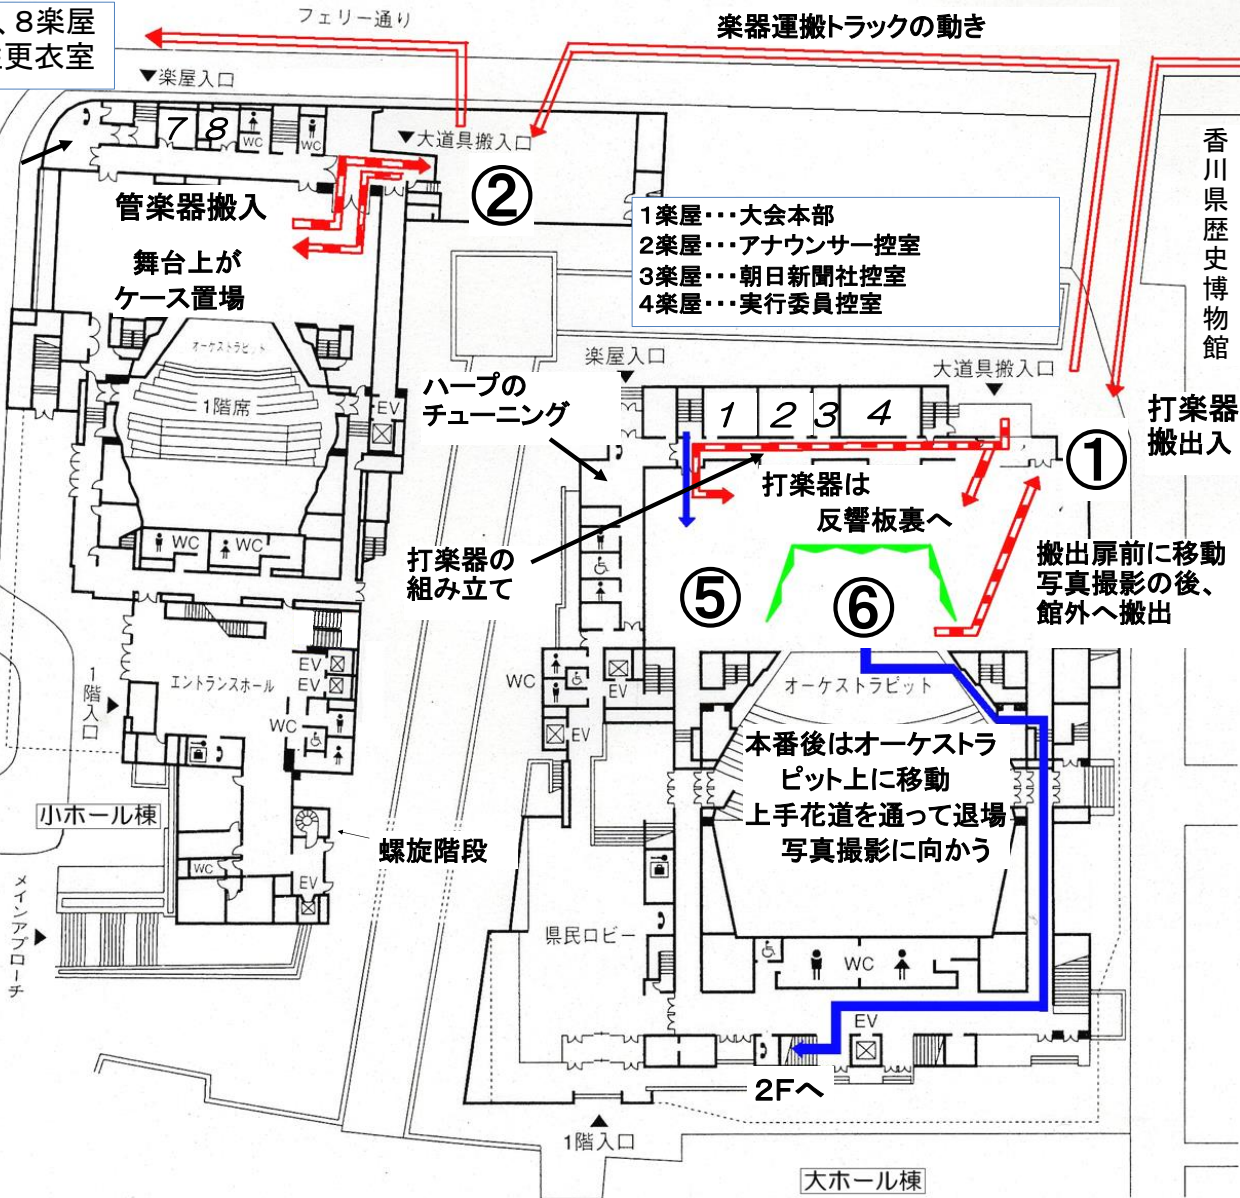 、8楽屋
更衣室
フェリー通り
楽器運搬トラックの動き
▼楽屋入口
7
8
WC
WC
▼大道具搬入口
②
管楽器搬入
舞台上が
ケース置場
1楽屋・・・大会本部
2楽屋・・・アナウンサー控室
3楽屋・・・朝日新聞社控室
4楽屋・・・実行委員控室
香川県歴史博物館
オーケストラピット
1階席
EV
楽屋入口
大道具搬入口
ハープの
チューニング
1
2
3
4
打楽器
搬出入
①
打楽器は
反響板裏へ
打楽器の
組み立て
搬出扉前に移動
写真撮影の後、
館外へ搬出
⑤
⑥
WC
WC
1階入口
エントランスホール
EV
EV
WC
WC
EV
EV
オーケストラピット
本番後はオーケストラ
ピット上に移動
上手花道を通って退場
写真撮影に向かう
小ホール棟
螺旋階段
WC
EV
メインアプローチ
県民ロビー
WC
EV
2Fへ
1階入口
大ホール棟